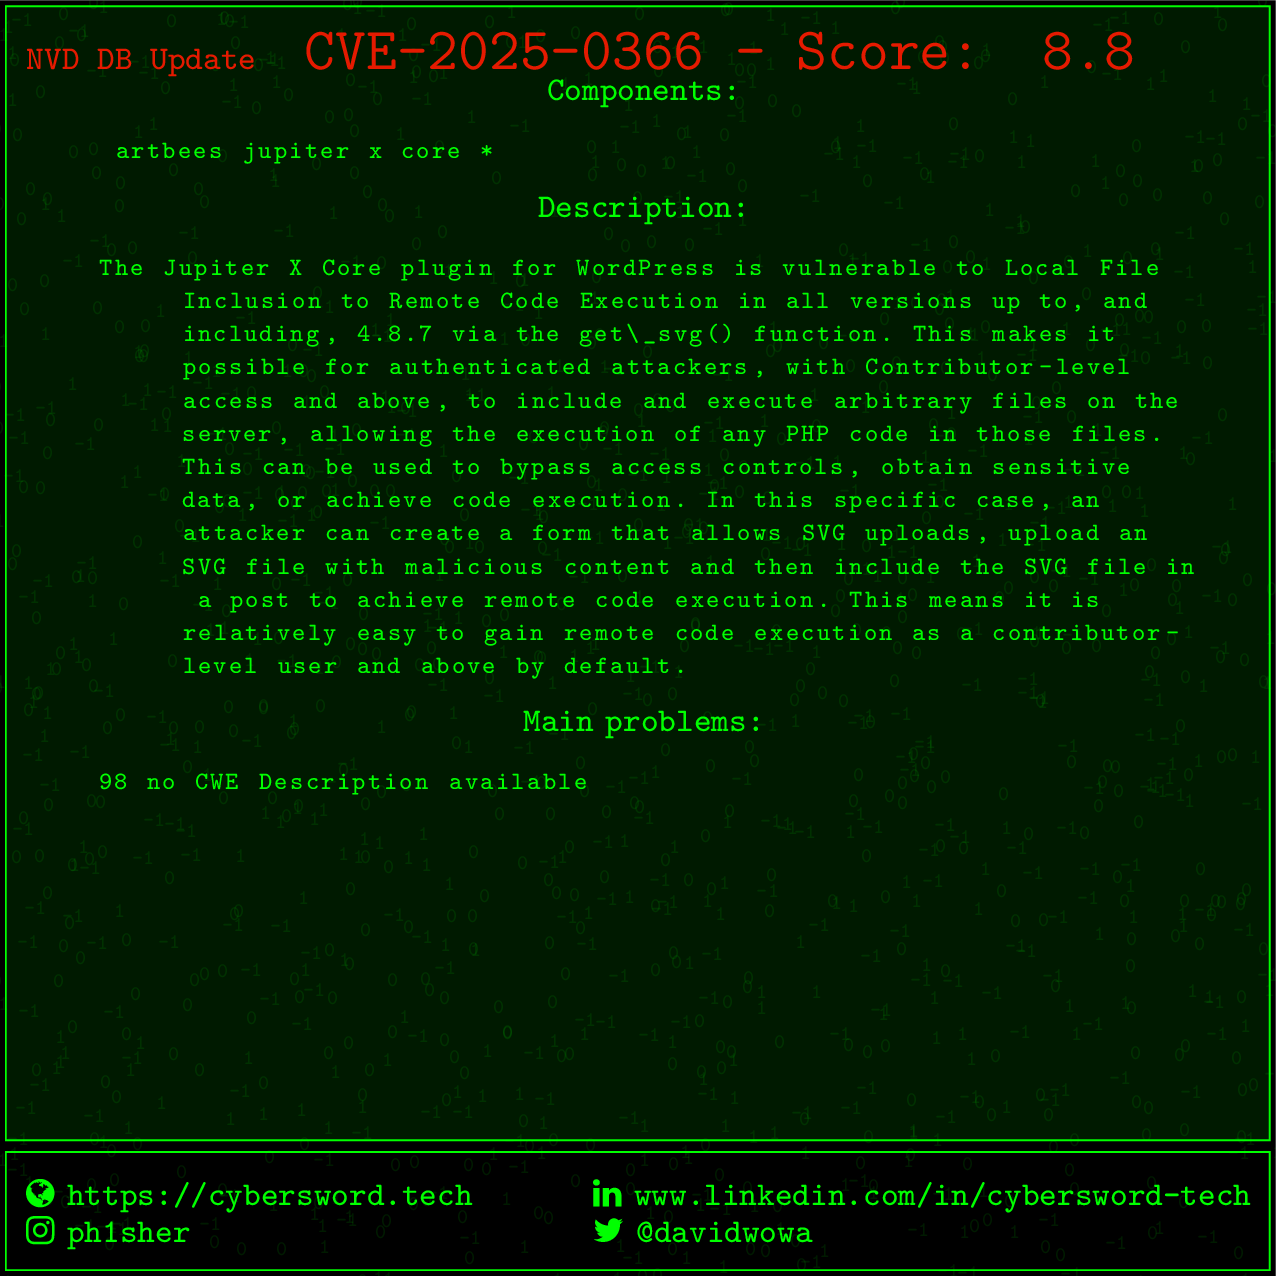 NVD DB Update CVE-2025-0366 - Score: 8.8
Components:
artbees jupiter x core *
Description:
The Jupiter X Core plugin for WordPress is vulnerable to Local File
Inclusion to Remote Code Execution in all versions up to, and
including, 4.8.7 via the get\_svg() function. This makes it
possible for authenticated attackers, with Contributor-level
access and above, to include and execute arbitrary files on the
server, allowing the execution of any PHP code in those files.
This can be used to bypass access controls, obtain sensitive
data, or achieve code execution. In this specific case, an
attacker can create a form that allows SVG uploads, upload an
SVG file with malicious content and then include the SVG file in
a post to achieve remote code execution. This means it is
relatively easy to gain remote code execution as a contributor-
level user and above by default.
Main problems:
98 no CWE Description available
https://cybersword.tech
www.linkedin.com/in/cybersword-tech
ph1sher
@davidwowa